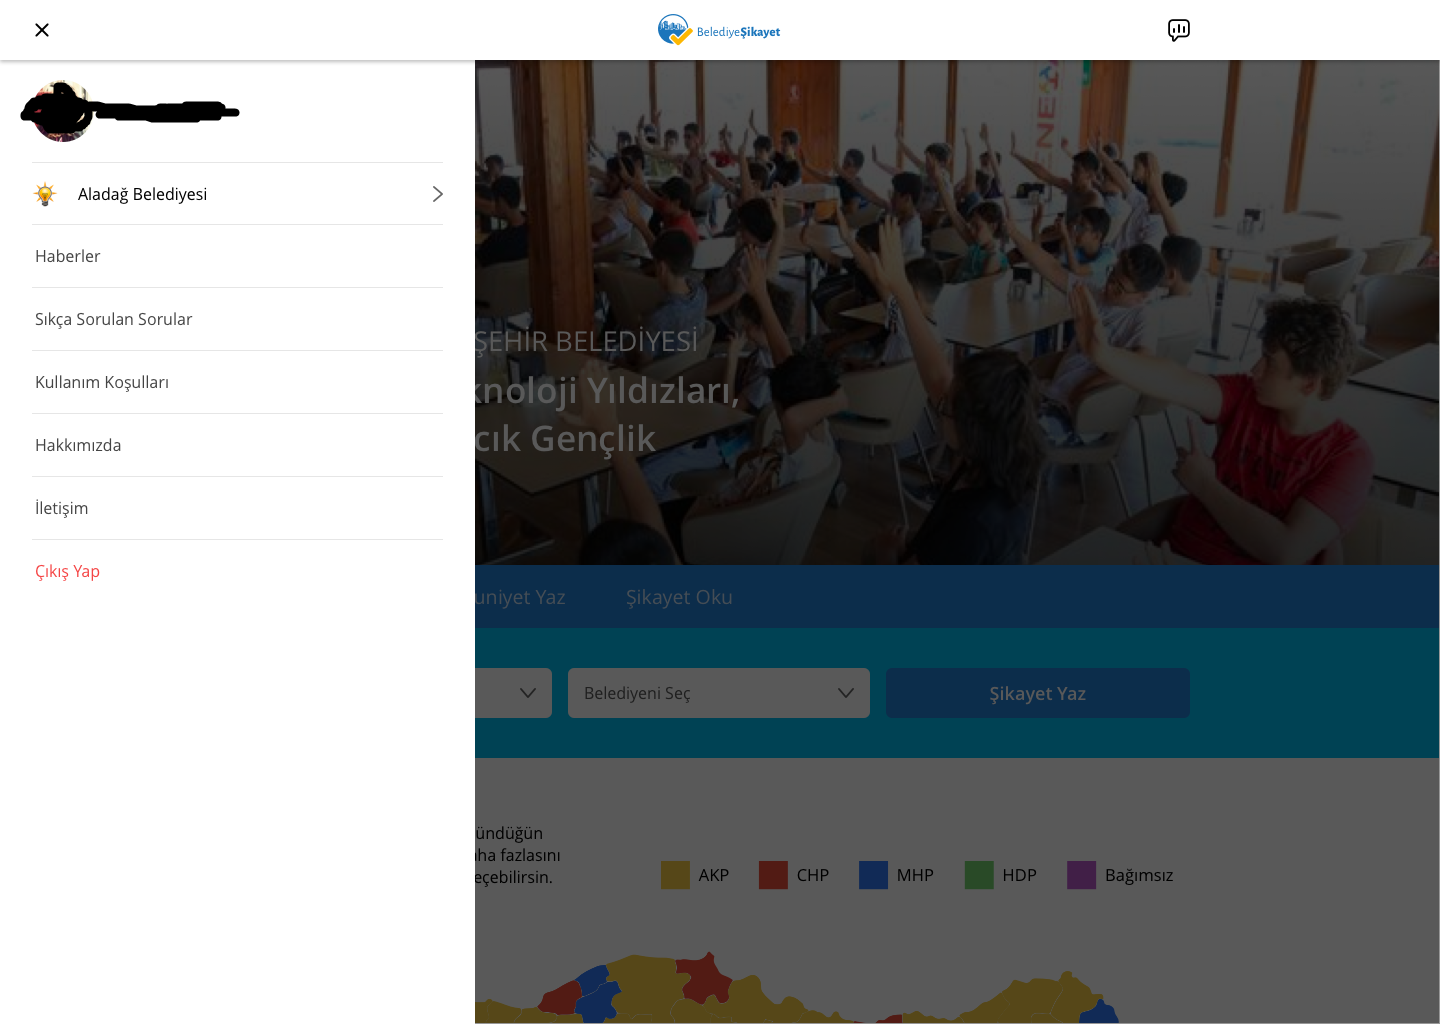 BelediyeŞikayet
Aladağ Belediyesi
Haberler
Sıkça Sorulan Sorular
Kullanım Koşulları
Hakkımızda
İletişim
Çıkış Yap
ŞEHİR BELEDİYESİ
knoloji Yıldızları,
cık Gençlik
uniyet Yaz
Şikayet Oku
Belediyeni Seç
Şikayet Yaz
ündüğün
aha fazlasını
eçebilirsin.
AKP
CHP
MHP
HDP
Bağımsız